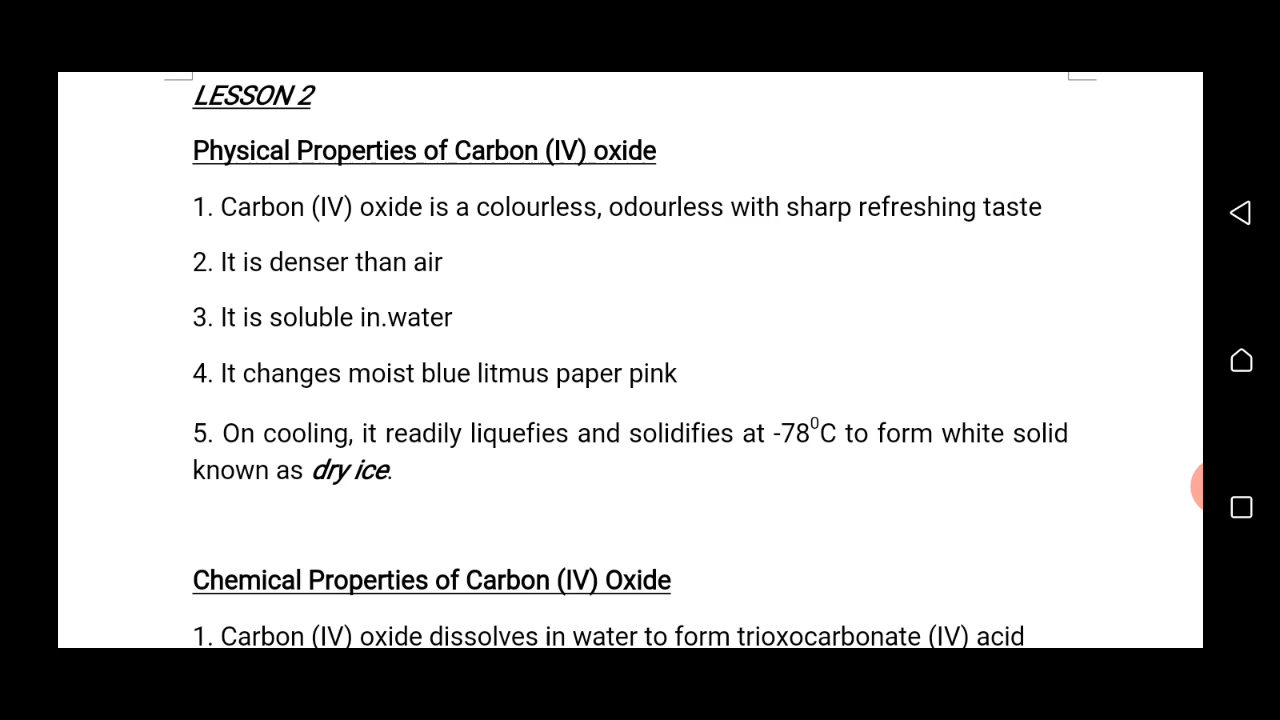 LESSON 2
Physical Properties of Carbon (IV) oxide
1. Carbon (IV) oxide is a colourless, odourless with sharp refreshing taste
2. It is denser than air
3. It is soluble in.water
4. It changes moist blue litmus paper pink
5. On cooling, it readily liquefies and solidifies at -78⁰C to form white solid
known as dry ice.
Chemical Properties of Carbon (IV) Oxide
1. Carbon (IV) oxide dissolves in water to form trioxocarbonate (IV) acid